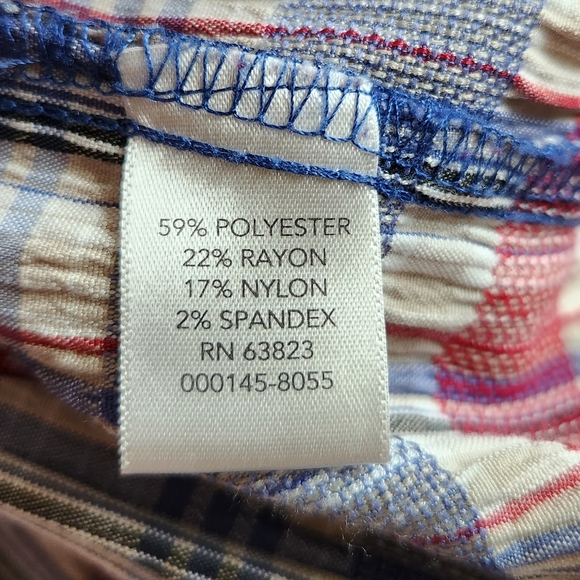 59% POLYESTER
22% RAYON
17% NYLON
2% SPANDEX
RN 63823
000145-8055